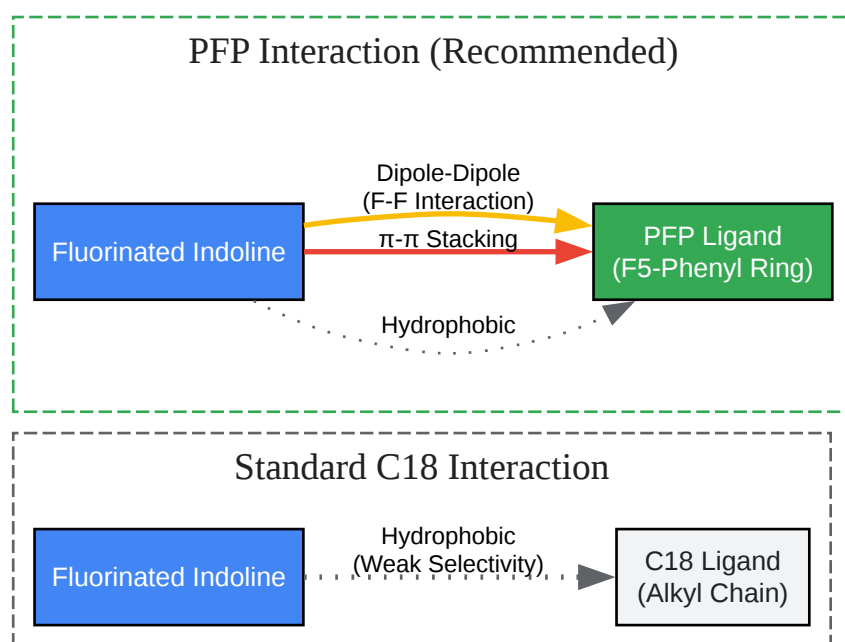 PFP Interaction (Recommended)
Dipole-Dipole
(F-F Interaction)
Fluorinated Indoline
π-π Stacking
PFP Ligand
(F5-Phenyl Ring)
Hydrophobic
Standard C18 Interaction
Fluorinated Indoline
Hydrophobic
(Weak Selectivity)
C18 Ligand
(Alkyl Chain)